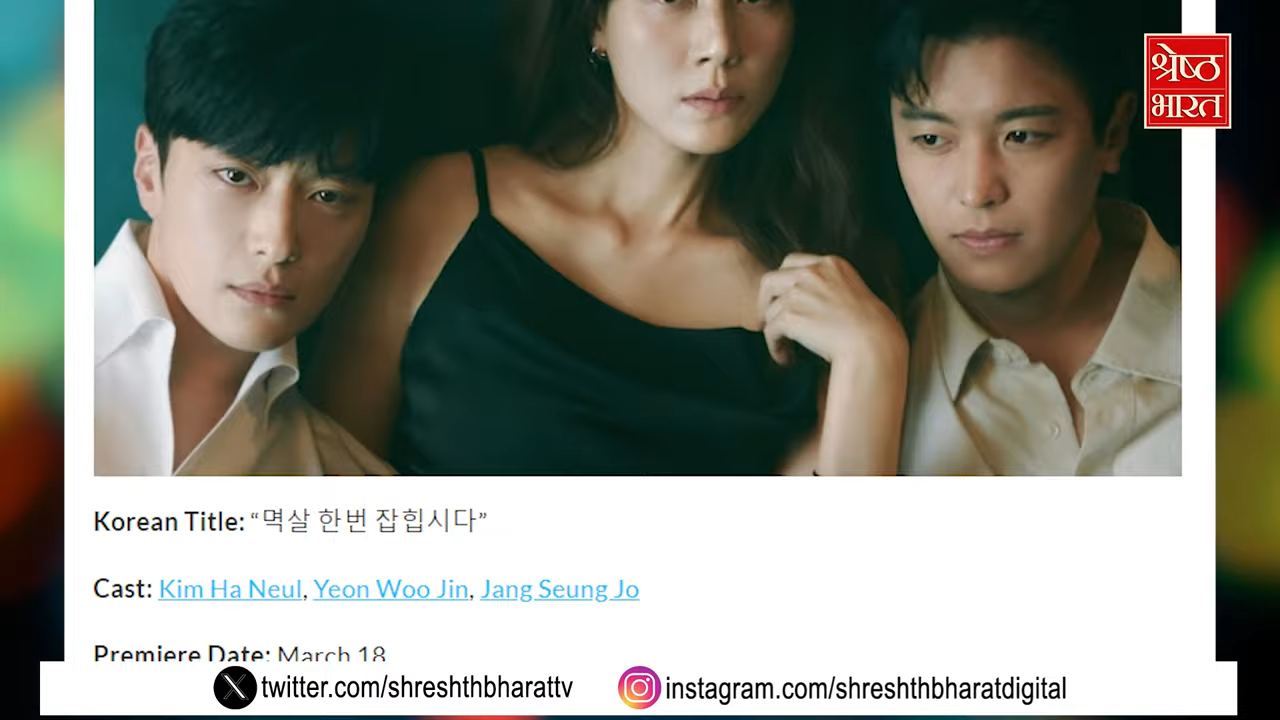 श्रेष्ठ
भारत
Korean Title: “멱살 한번 잡힙시다”
Cast: Kim Ha Neul, Yeon Woo Jin, Jang Seung Jo
Premiere Date: March 18
twitter.com/shreshthbharattv
instagram.com/shreshthbharatdigital